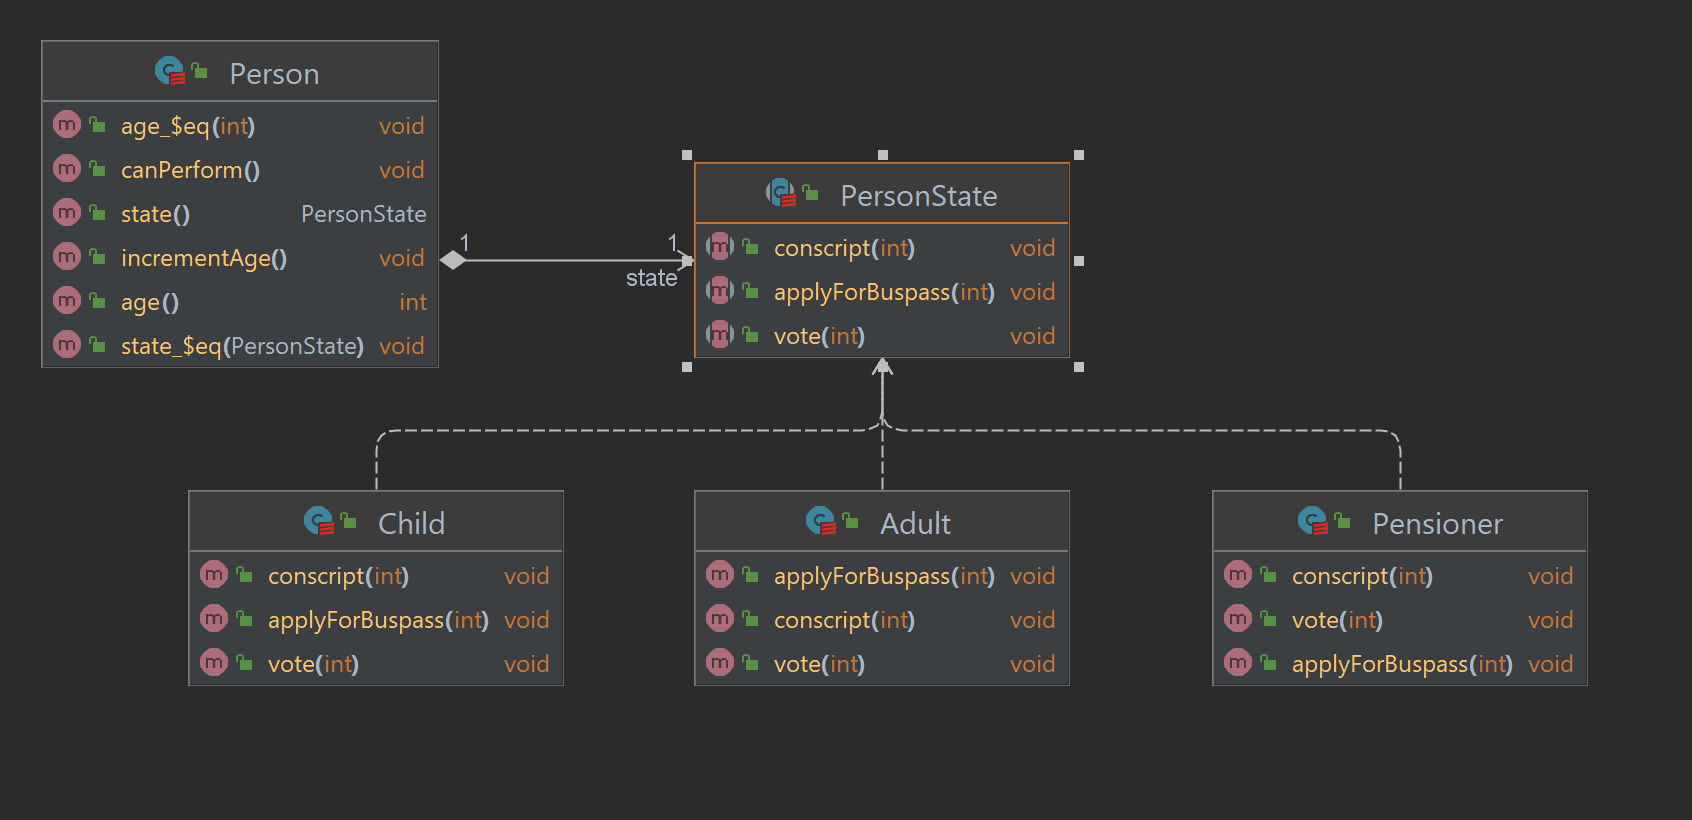 Person
age_$eq(int) void
canPerform() void
state() PersonState
incrementAge() void
age() int
state_$eq(PersonState) void
1
1
state
PersonState
conscript(int) void
applyForBuspass(int) void
vote(int) void
Child
conscript(int) void
applyForBuspass(int) void
vote(int) void
Adult
applyForBuspass(int) void
conscript(int) void
vote(int) void
Pensioner
conscript(int) void
vote(int) void
applyForBuspass(int) void